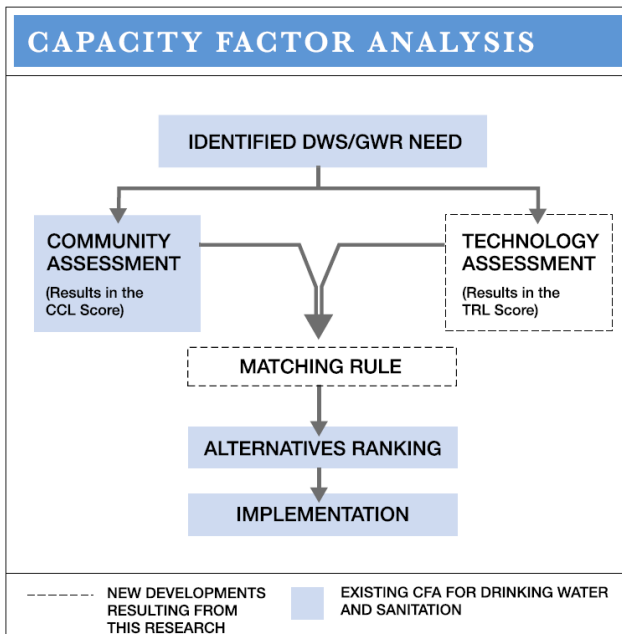 CAPACITY FACTOR ANALYSIS
IDENTIFIED DWS/GWR NEED
COMMUNITY
ASSESSMENT
(Results in the
CCL Score)
TECHNOLOGY
ASSESSMENT
(Results in the
TRL Score)
MATCHING RULE
ALTERNATIVES RANKING
IMPLEMENTATION
NEW DEVELOPMENTS
RESULTING FROM
THIS RESEARCH
EXISTING CFA FOR DRINKING WATER
AND SANITATION